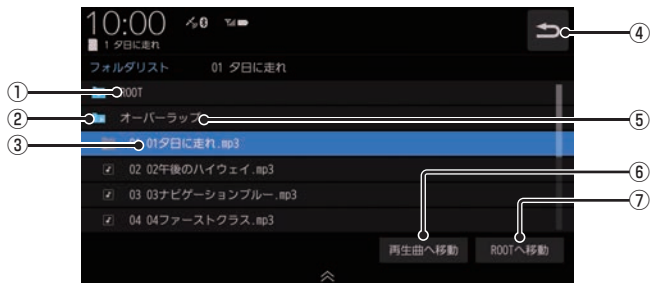 10:00
1 夕日に走れ
フォルダリスト 01 夕日に走れ
① ROOT
② オーバーラップ ⑤
③ 01夕日に走れ.mp3
④
02 02午後のハイウェイ.mp3
03 03ナビゲーションブルー.mp3
04 04ファーストクラス.mp3
⑥
⑦
再生曲へ移動 ROOTへ移動